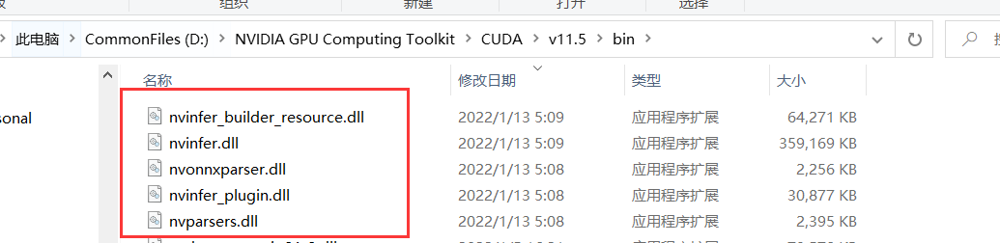 组织 新建 打开 选择
此电脑 CommonFiles (D:) NVIDIA GPU Computing Toolkit CUDA v11.5 bin
名称 修改日期 类型 大小
sonal
nvinfer_builder_resource.dll 2022/1/13 5:09 应用程序扩展 64,271 KB
nvinfer.dll 2022/1/13 5:09 应用程序扩展 359,169 KB
nvonnxparser.dll 2022/1/13 5:08 应用程序扩展 2,256 KB
nvinfer_plugin.dll 2022/1/13 5:08 应用程序扩展 30,877 KB
nvparsers.dll 2022/1/13 5:08 应用程序扩展 2,395 KB